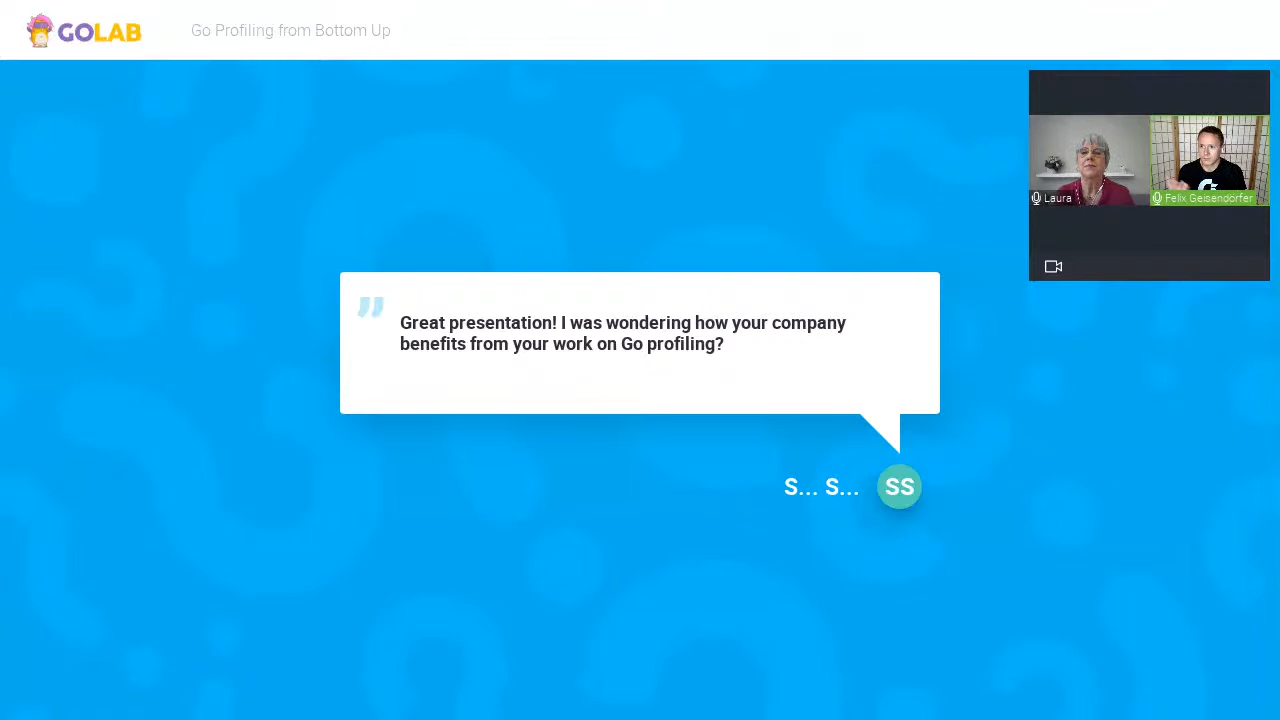 GOLAB
Go Profiling from Bottom Up
Laura
Felix Geisendörfer
Great presentation! I was wondering how your company
benefits from your work on Go profiling?
S... S...
SS